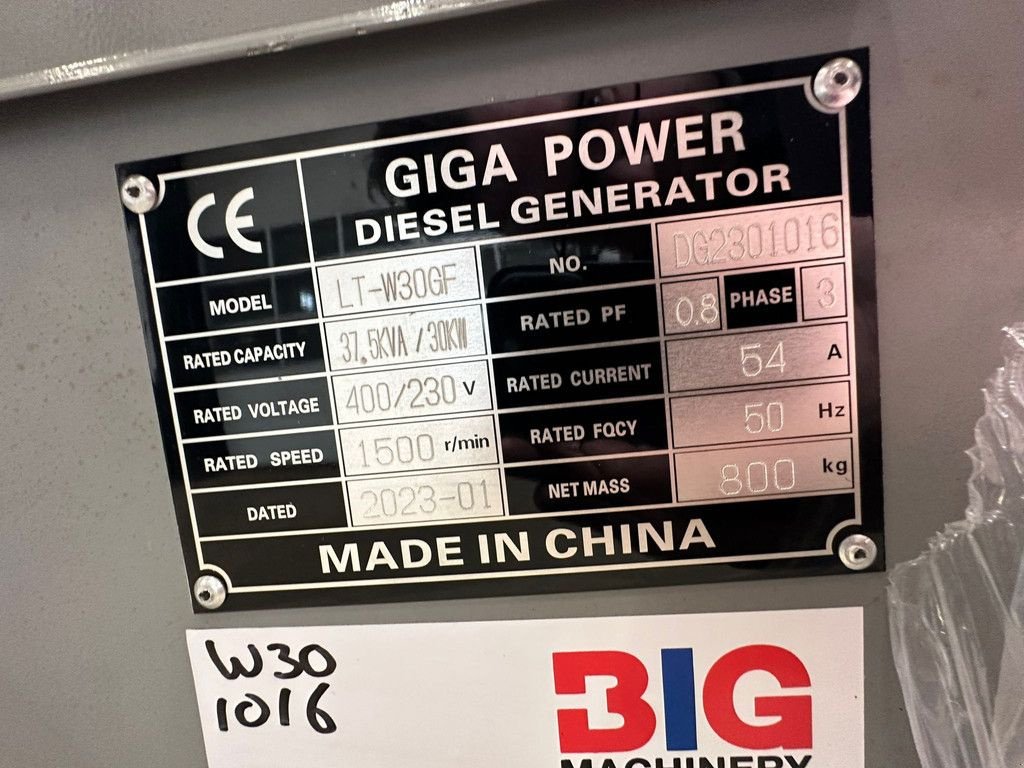 CE
GIGA POWER
DIESEL GENERATOR
MODEL LT-W30GF NO. DG2301016
RATED CAPACITY 37.5KVA/30KW RATED PF 0.8 PHASE 3
RATED VOLTAGE 400/230 V RATED CURRENT 54 A
RATED SPEED 1500 r/min RATED FQCY 50 Hz
DATED 2023-01 NET MASS 800 kg
MADE IN CHINA
W30
1016
BIG
MACHINERY